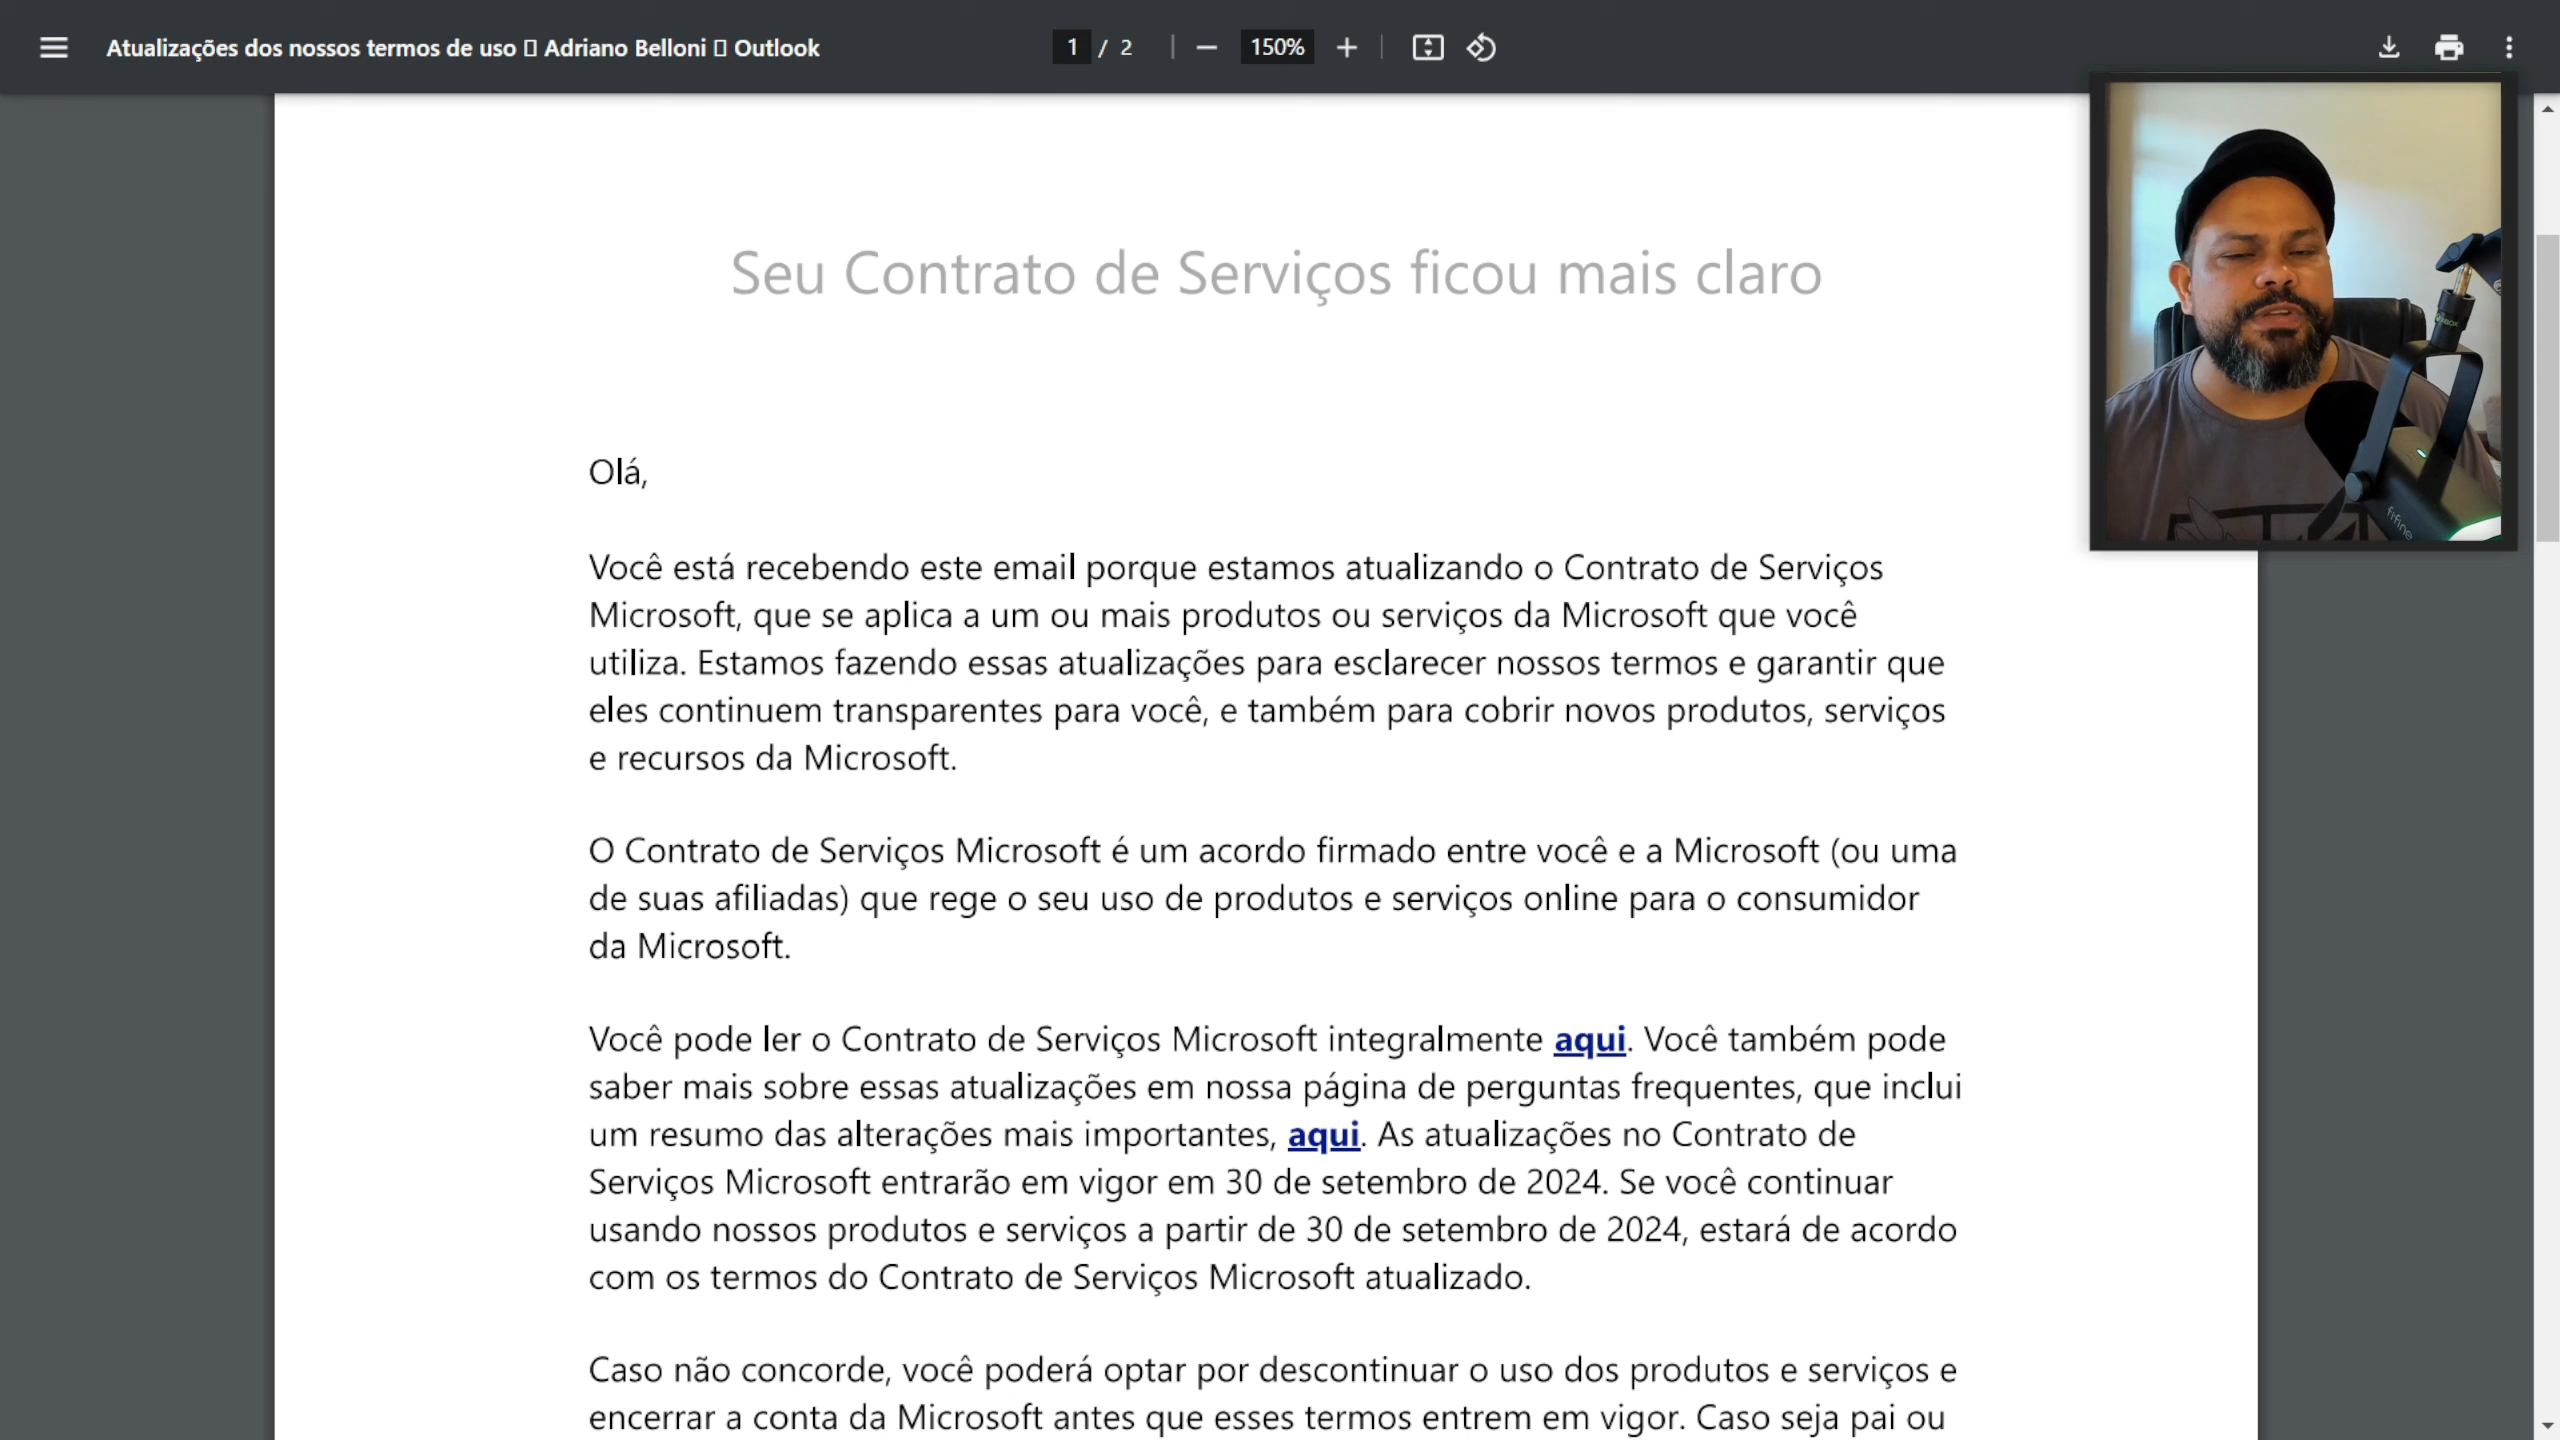 Atualizações dos nossos termos de uso ▯ Adriano Belloni ▯ Outlook
1 / 2
150%
Seu Contrato de Serviços ficou mais claro
Olá,
Você está recebendo este email porque estamos atualizando o Contrato de Serviços
Microsoft, que se aplica a um ou mais produtos ou serviços da Microsoft que você
utiliza. Estamos fazendo essas atualizações para esclarecer nossos termos e garantir que
eles continuem transparentes para você, e também para cobrir novos produtos, serviços
e recursos da Microsoft.
O Contrato de Serviços Microsoft é um acordo firmado entre você e a Microsoft (ou uma
de suas afiliadas) que rege o seu uso de produtos e serviços online para o consumidor
da Microsoft.
Você pode ler o Contrato de Serviços Microsoft integralmente aqui. Você também pode
saber mais sobre essas atualizações em nossa página de perguntas frequentes, que inclui
um resumo das alterações mais importantes, aqui. As atualizações no Contrato de
Serviços Microsoft entrarão em vigor em 30 de setembro de 2024. Se você continuar
usando nossos produtos e serviços a partir de 30 de setembro de 2024, estará de acordo
com os termos do Contrato de Serviços Microsoft atualizado.
Caso não concorde, você poderá optar por descontinuar o uso dos produtos e serviços e
encerrar a conta da Microsoft antes que esses termos entrem em vigor. Caso seja pai ou
XBOX
fifine